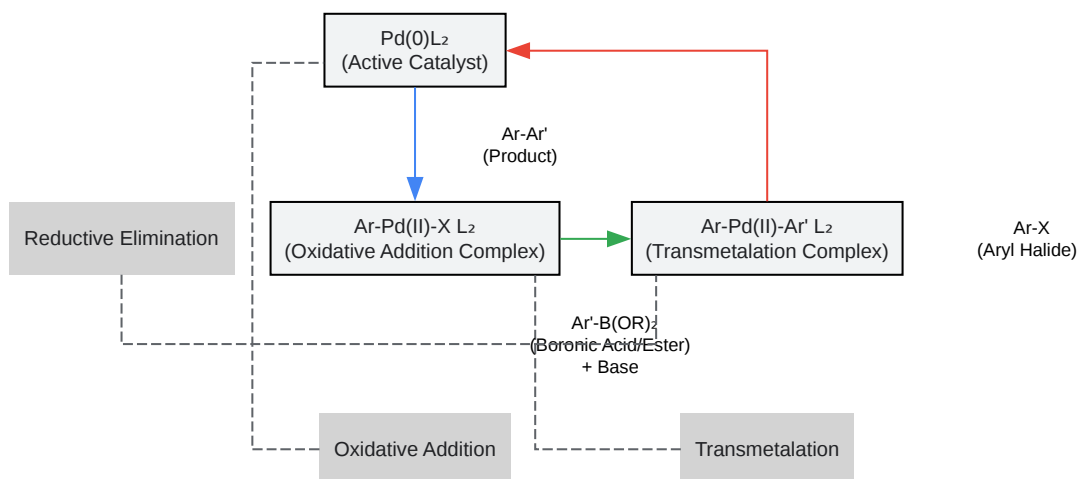 Pd(0)L₂
(Active Catalyst)
Ar-Ar'
(Product)
Reductive Elimination
Ar-Pd(II)-X L₂
(Oxidative Addition Complex)
Ar-Pd(II)-Ar' L₂
(Transmetalation Complex)
Ar-X
(Aryl Halide)
Ar'-B(OR)₂
(Boronic Acid/Ester)
+ Base
Oxidative Addition
Transmetalation